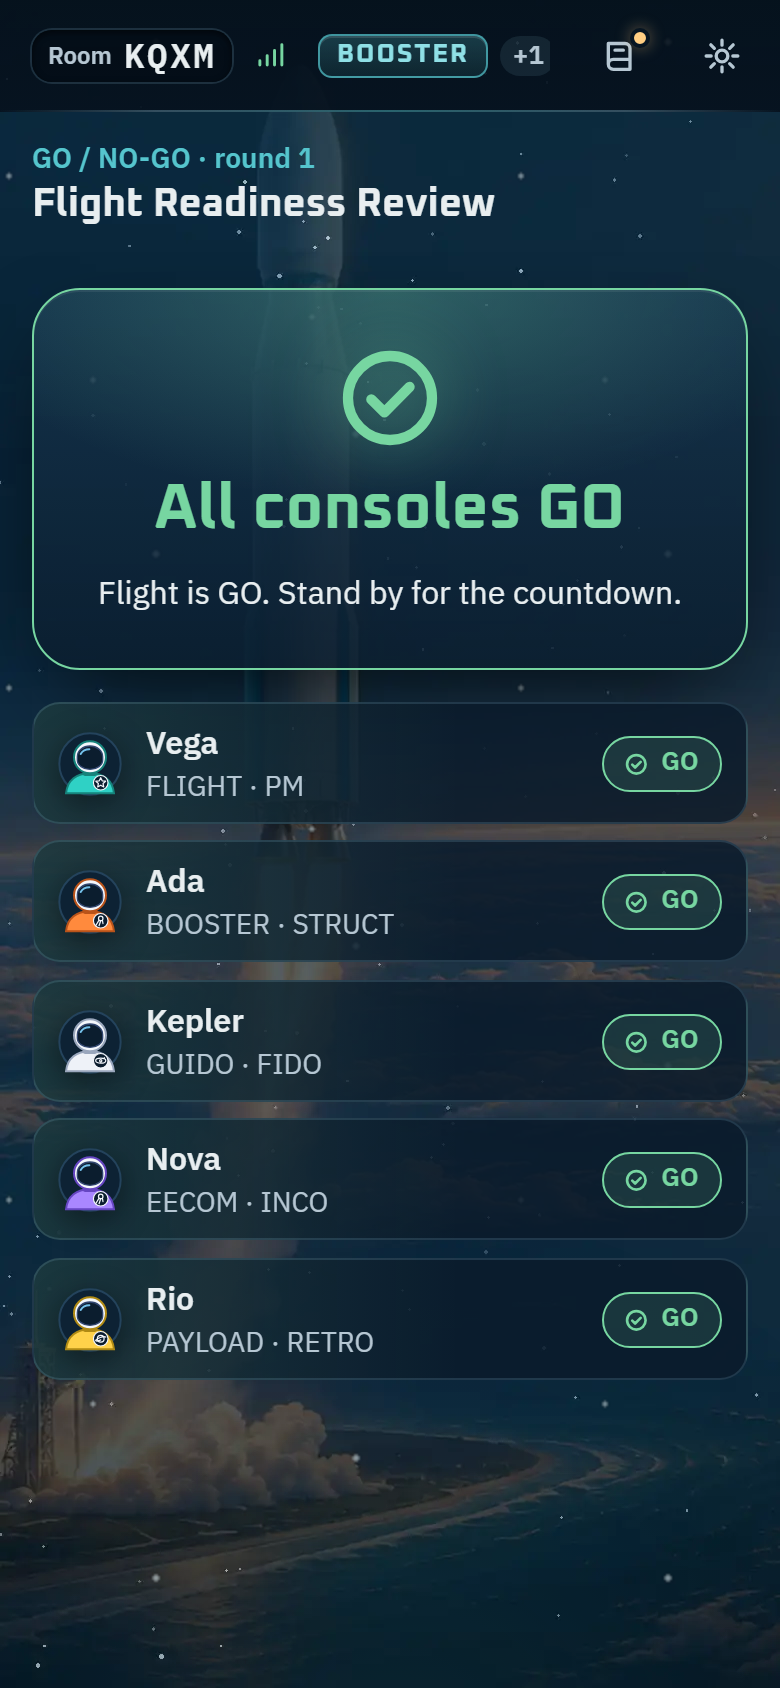 Room KQXM BOOSTER +1
GO / NO-GO · round 1
Flight Readiness Review
All consoles GO
Flight is GO. Stand by for the countdown.
Vega
FLIGHT · PM
GO
Ada
BOOSTER · STRUCT
GO
Kepler
GUIDO · FIDO
GO
Nova
EECOM · INCO
GO
Rio
PAYLOAD · RETRO
GO